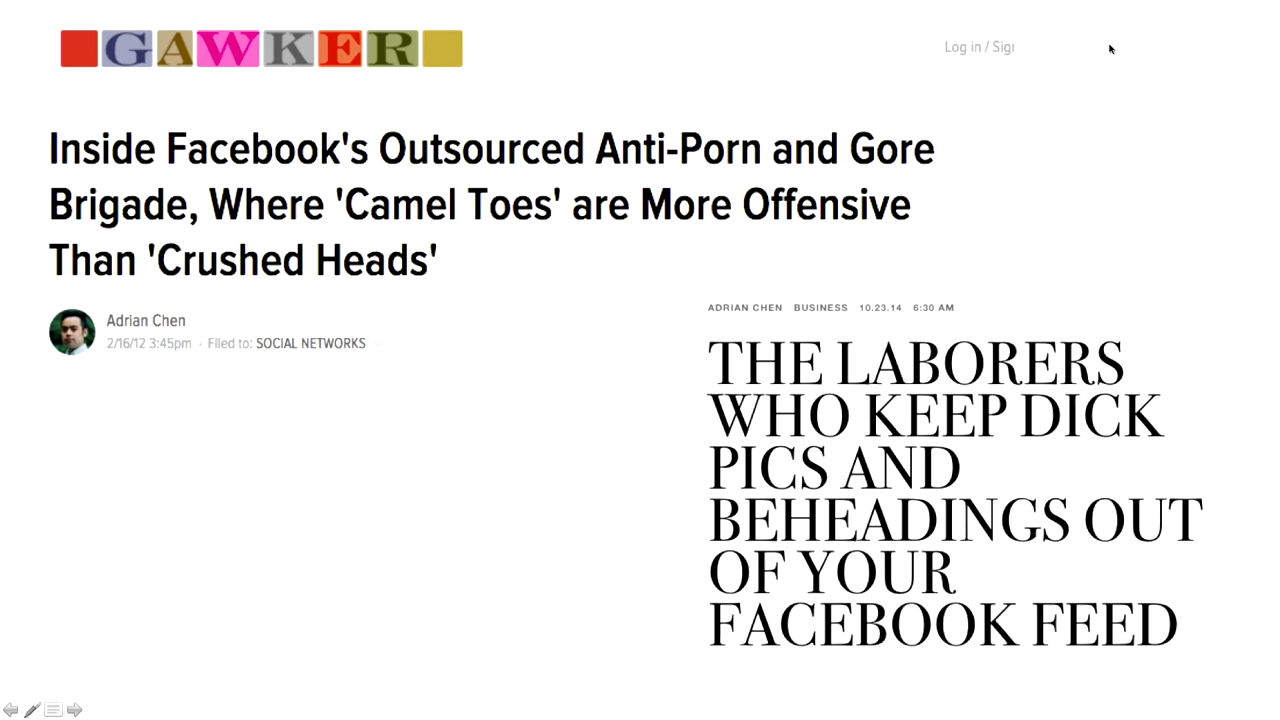 GAWKER
Log in / Sig
Inside Facebook's Outsourced Anti-Porn and Gore
Brigade, Where 'Camel Toes' are More Offensive
Than 'Crushed Heads'
Adrian Chen
2/16/12 3:45pm · Filed to: SOCIAL NETWORKS
ADRIAN CHEN BUSINESS 10.23.14 6:30 AM
THE LABORERS
WHO KEEP DICK
PICS AND
BEHEADINGS OUT
OF YOUR
FACEBOOK FEED